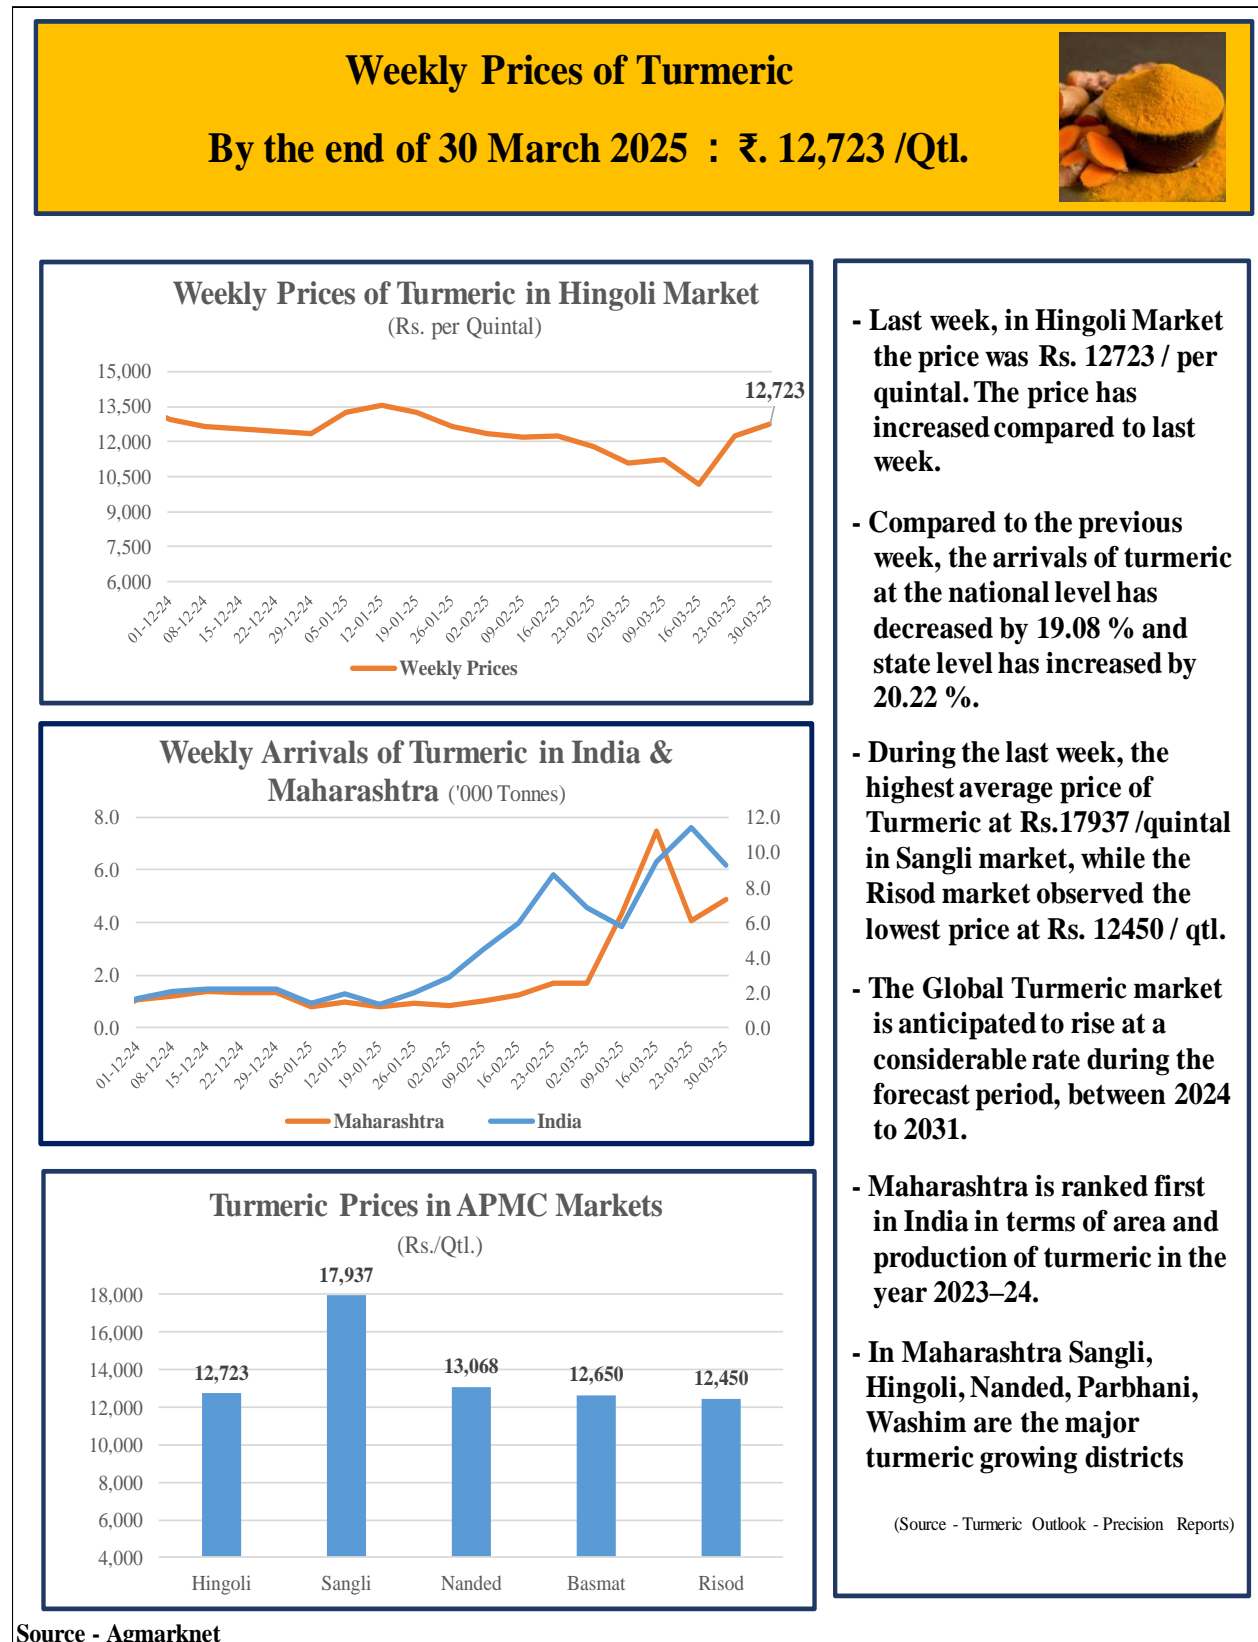 Weekly Prices of Turmeric
By the end of 30 March 2025 : ₹. 12,723 /Qtl.
Weekly Prices of Turmeric in Hingoli Market
(Rs. per Quintal)
15,000
13,500
12,000
10,500
9,000
7,500
6,000
12,723
01-12-24
08-12-24
15-12-24
22-12-24
29-12-24
05-01-25
12-01-25
19-01-25
26-01-25
02-02-25
09-02-25
16-02-25
23-02-25
02-03-25
09-03-25
16-03-25
23-03-25
30-03-25
Weekly Prices
Weekly Arrivals of Turmeric in India &
Maharashtra ('000 Tonnes)
8.0
6.0
4.0
2.0
0.0
12.0
10.0
8.0
6.0
4.0
2.0
0.0
01-12-24
08-12-24
15-12-24
22-12-24
29-12-24
05-01-25
12-01-25
19-01-25
26-01-25
02-02-25
09-02-25
16-02-25
23-02-25
02-03-25
09-03-25
16-03-25
23-03-25
30-03-25
Maharashtra
India
Turmeric Prices in APMC Markets
(Rs./Qtl.)
18,000
16,000
14,000
12,000
10,000
8,000
6,000
4,000
12,723
17,937
13,068
12,650
12,450
Hingoli
Sangli
Nanded
Basmat
Risod
- Last week, in Hingoli Market
the price was Rs. 12723 / per
quintal. The price has
increased compared to last
week.
- Compared to the previous
week, the arrivals of turmeric
at the national level has
decreased by 19.08 % and
state level has increased by
20.22 %.
- During the last week, the
highest average price of
Turmeric at Rs.17937 /quintal
in Sangli market, while the
Risod market observed the
lowest price at Rs. 12450 / qtl.
- The Global Turmeric market
is anticipated to rise at a
considerable rate during the
forecast period, between 2024
to 2031.
- Maharashtra is ranked first
in India in terms of area and
production of turmeric in the
year 2023–24.
- In Maharashtra Sangli,
Hingoli, Nanded, Parbhani,
Washim are the major
turmeric growing districts
(Source - Turmeric Outlook - Precision Reports)
Source - Agmarknet